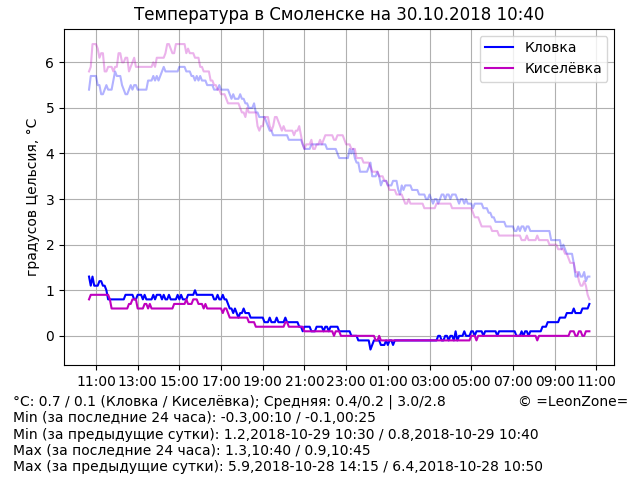 Температура в Смоленске на 30.10.2018 10:40
Кловка
Киселёвка
градусов Цельсия, °C
6
5
4
3
2
1
0
11:00 13:00 15:00 17:00 19:00 21:00 23:00 01:00 03:00 05:00 07:00 09:00 11:00
°C: 0.7 / 0.1 (Кловка / Киселёвка); Средняя: 0.4/0.2 | 3.0/2.8 © =LeonZone=
Min (за последние 24 часа): -0.3,00:10 / -0.1,00:25
Min (за предыдущие сутки): 1.2,2018-10-29 10:30 / 0.8,2018-10-29 10:40
Max (за последние 24 часа): 1.3,10:40 / 0.9,10:45
Max (за предыдущие сутки): 5.9,2018-10-28 14:15 / 6.4,2018-10-28 10:50